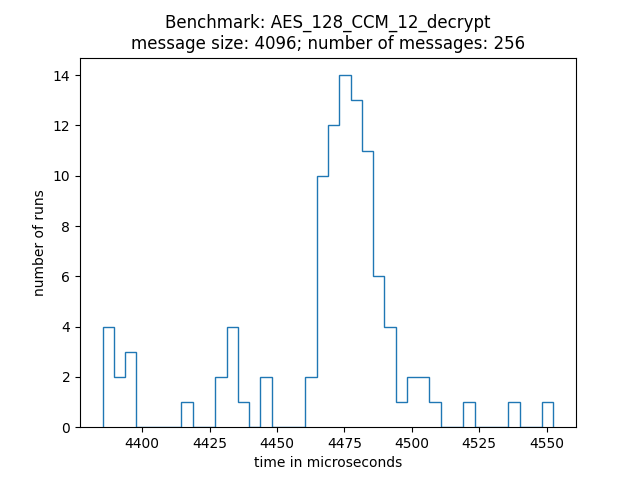 Benchmark: AES_128_CCM_12_decrypt
message size: 4096; number of messages: 256
14
12
10
8
6
4
2
0
number of runs
4400 4425 4450 4475 4500 4525 4550
time in microseconds